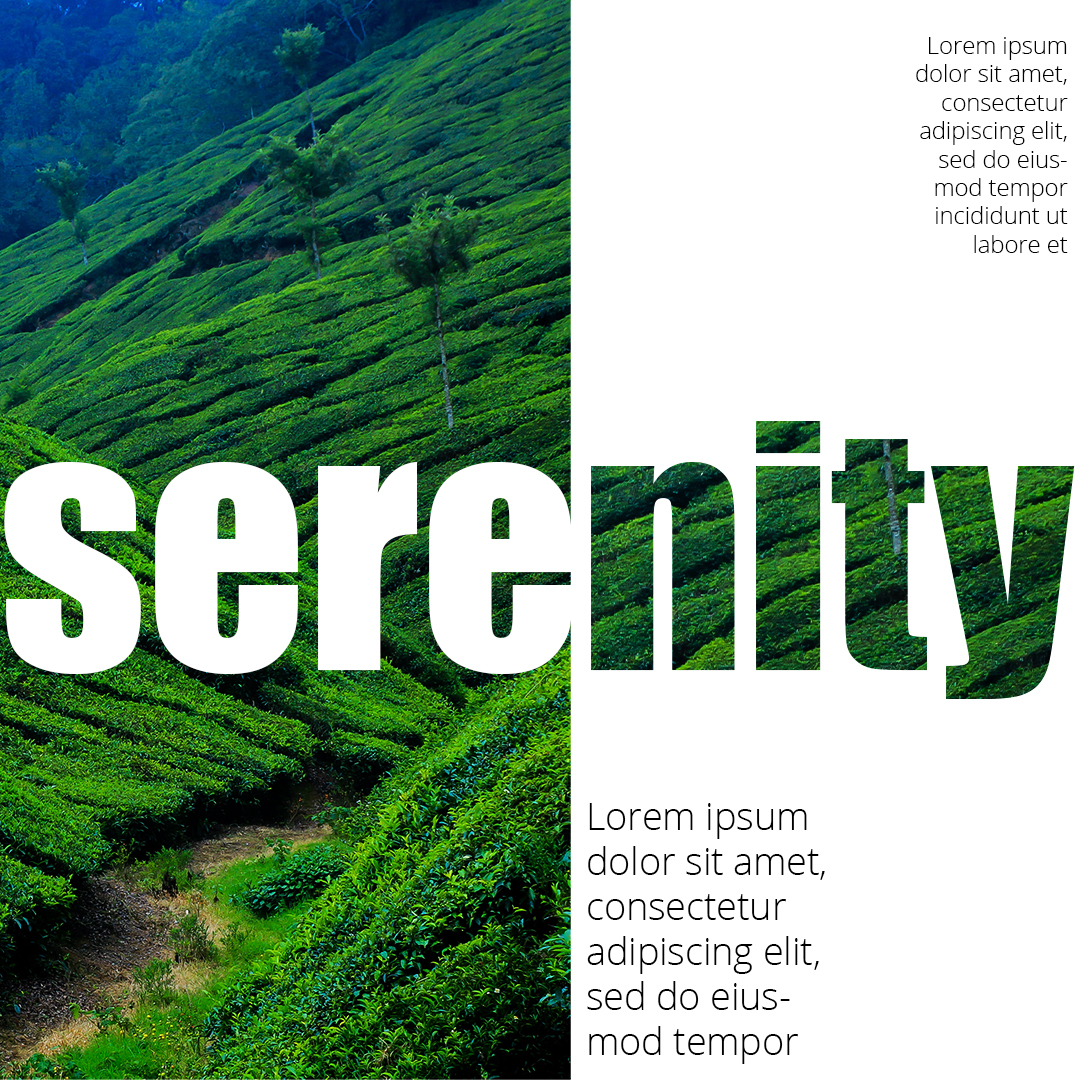 Lorem ipsum
dolor sit amet,
consectetur
adipiscing elit,
sed do eius-
mod tempor
incididunt ut
labore et
serenity
Lorem ipsum
dolor sit amet,
consectetur
adipiscing elit,
sed do eius-
mod tempor